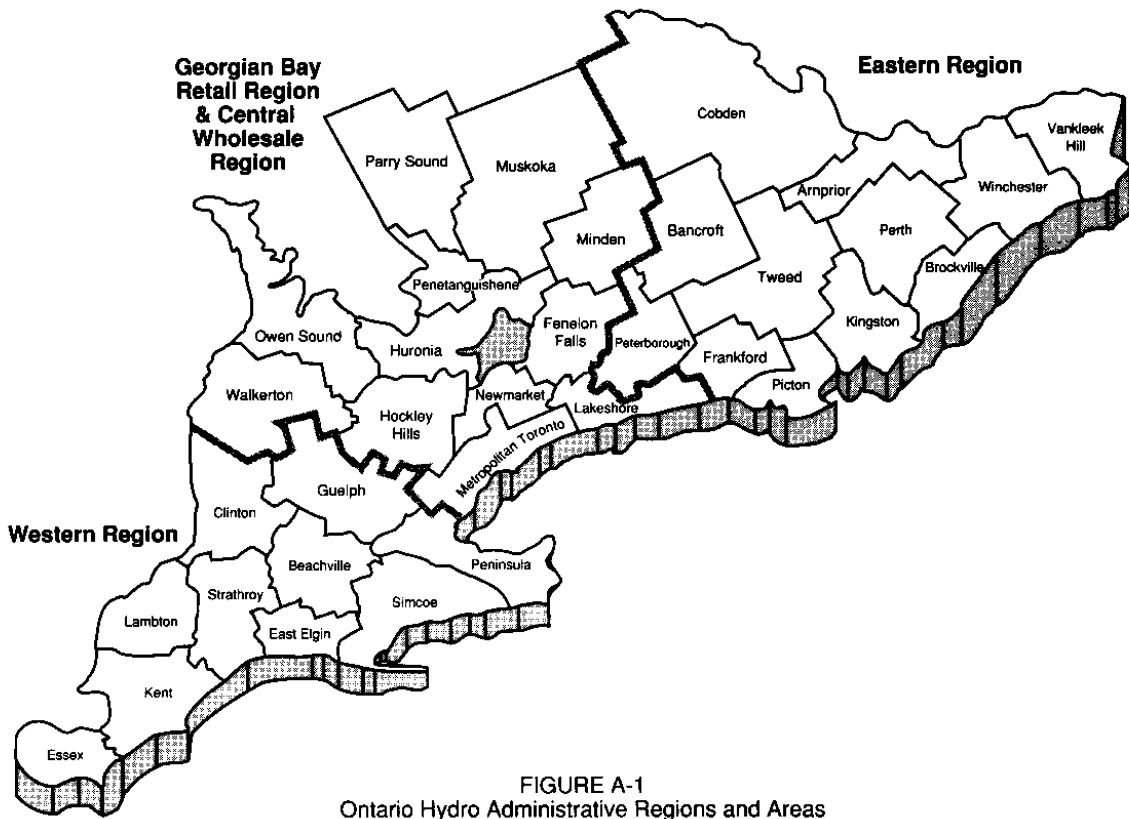 Georgian Bay
Retail Region
& Central
Wholesale
Region
Eastern Region
Cobden
Vankleek
Hill
Parry Sound
Muskoka
Arnprior
Winchester
Minden
Bancroft
Perth
Penetanguishene
Tweed
Brockville
Owen Sound
Huronia
Fenelon
Falls
Peterborough
Kingston
Frankford
Picton
Walkerton
Hockley
Hills
Newmarket
Lakeshore
Metropolitan Toronto
Guelph
Clinton
Western Region
Beachville
Peninsula
Strathroy
Simcoe
Lambton
East Elgin
Kent
Essex
FIGURE A-1
Ontario Hydro Administrative Regions and Areas